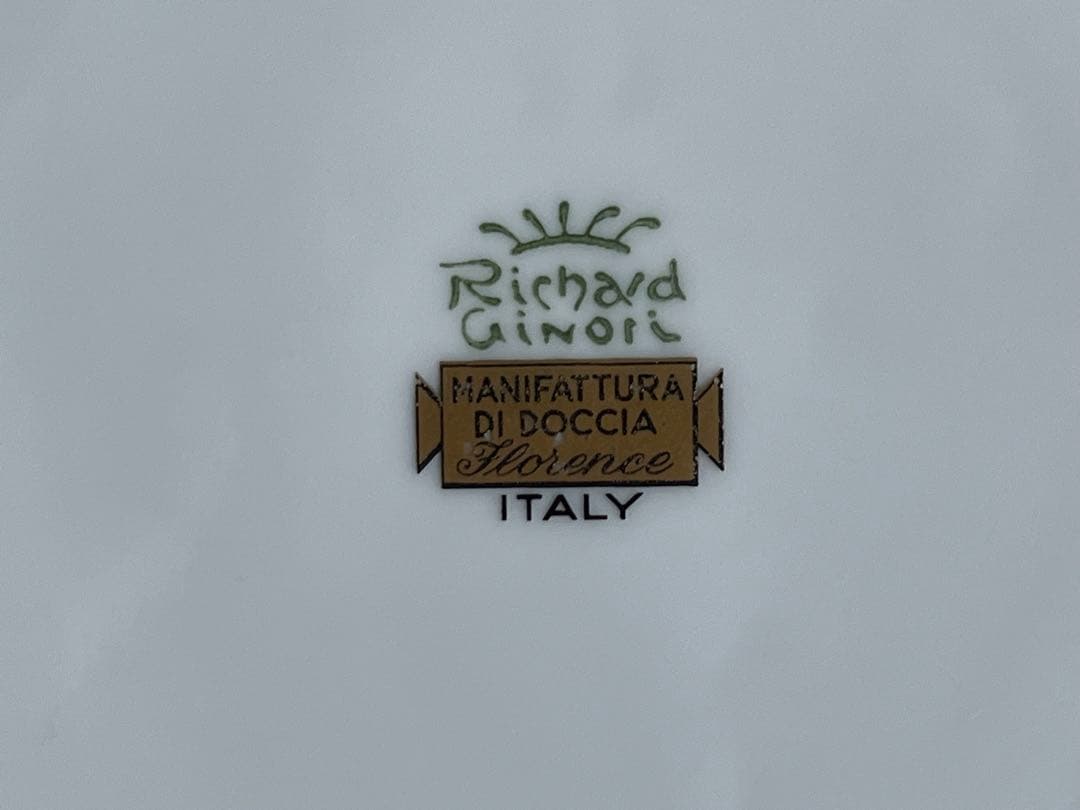 Richard
Ginori
MANIFATTURA
DI DOCCIA
Florence
ITALY